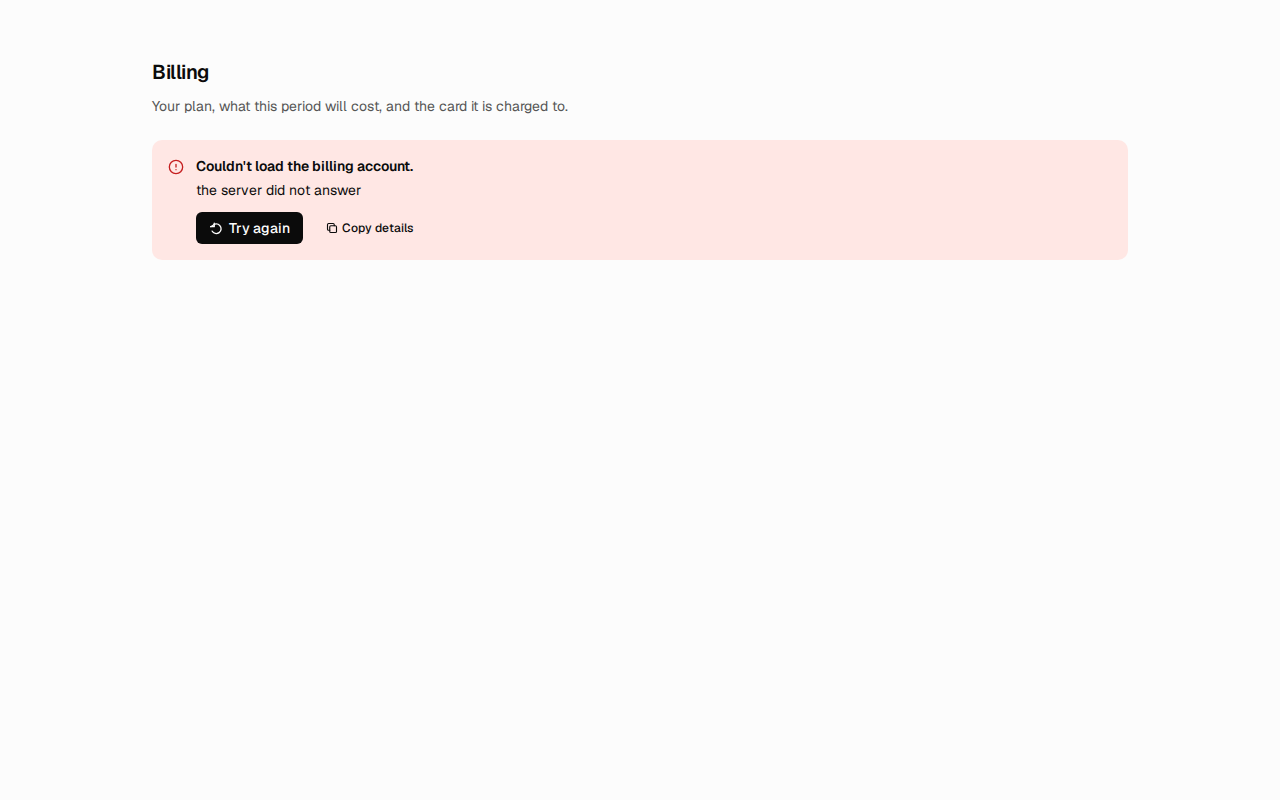 Billing
Your plan, what this period will cost, and the card it is charged to.
Couldn't load the billing account.
the server did not answer
Try again
Copy details